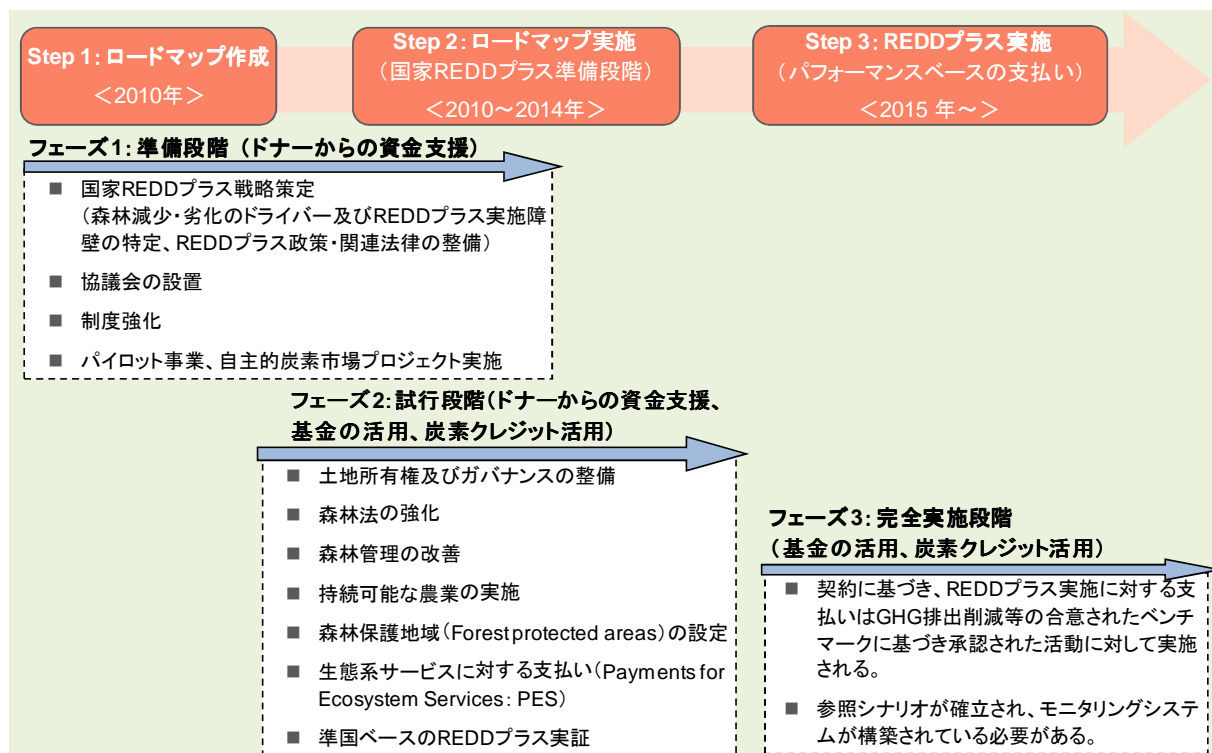 Step 1：ロードマップ作成
＜2010年＞
Step 2：ロードマップ実施
（国家REDDプラス準備段階）
＜2010～2014年＞
Step 3：REDDプラス実施
（パフォーマンスベースの支払い）
＜2015 年～＞
フェーズ1：準備段階（ドナーからの資金支援）
■ 国家REDDプラス戦略策定
（森林減少・劣化のドライバー及びREDDプラス実施障
壁の特定、REDDプラス政策・関連法律の整備）
■ 協議会の設置
■ 制度強化
■ パイロット事業、自主的炭素市場プロジェクト実施
フェーズ2：試行段階（ドナーからの資金支援、
基金の活用、炭素クレジット活用）
■ 土地所有権及びガバナンスの整備
■ 森林法の強化
■ 森林管理の改善
■ 持続可能な農業の実施
■ 森林保護地域（Forest protected areas）の設定
■ 生態系サービスに対する支払い（Payments for
Ecosystem Services： PES）
■ 準国ベースのREDDプラス実証
フェーズ3：完全実施段階
（基金の活用、炭素クレジット活用）
■ 契約に基づき、REDDプラス実施に対する支
払いはGHG排出削減等の合意されたベンチ
マークに基づき承認された活動に対して実施
される。
■ 参照シナリオが確立され、モニタリングシステ
ムが構築されている必要がある。